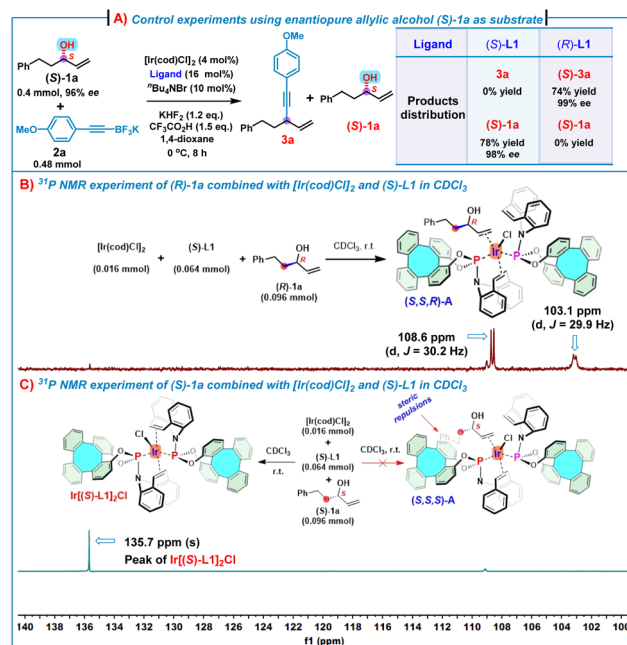 A) Control experiments using enantiopure allylic alcohol (S)-1a as substrate
OH
S
Ph
(S)-1a
0.4 mmol, 96% ee
+
MeO
BF3K
2a
0.48 mmol
[Ir(cod)Cl]2 (4 mol%)
Ligand (16 mol%)
nBu4NBr (10 mol%)
KHF2 (1.2 eq.)
CF3CO2H (1.5 eq.)
1,4-dioxane
0 °C, 8 h
OMe
Ph
3a
+
OH
S
Ph
(S)-1a
Ligand (S)-L1 (R)-L1
Products
distribution
3a
0% yield
(S)-3a
74% yield
99% ee
(S)-1a
78% yield
98% ee
(S)-1a
0% yield
B) 31P NMR experiment of (R)-1a combined with [Ir(cod)Cl]2 and (S)-L1 in CDCl3
[Ir(cod)Cl]2
(0.016 mmol)
+
(S)-L1
(0.064 mmol)
+
OH
Ph
R
(R)-1a
(0.096 mmol)
CDCl3, r.t.
OH
Ph
R
Cl
N
O
P
Ir
P
O
O
N
(S,S,R)-A
108.6 ppm
(d, J = 30.2 Hz)
103.1 ppm
(d, J = 29.9 Hz)
C) 31P NMR experiment of (S)-1a combined with [Ir(cod)Cl]2 and (S)-L1 in CDCl3
Cl
N
O
O
P
Ir
P
O
O
N
Ir[(S)-L1]2Cl
CDCl3
r.t.
[Ir(cod)Cl]2
(0.016 mmol)
+
(S)-L1
(0.064 mmol)
+
OH
Ph
S
(S)-1a
(0.096 mmol)
CDCl3, r.t.
steric
repulsions
OH
Ph
S
Cl
N
O
P
Ir
P
O
O
N
(S,S,S)-A
135.7 ppm (s)
Peak of Ir[(S)-L1]2Cl
140 138 136 134 132 130 128 126 124 122 120 118 116 114 112 110 108 106 104 102 100
f1 (ppm)